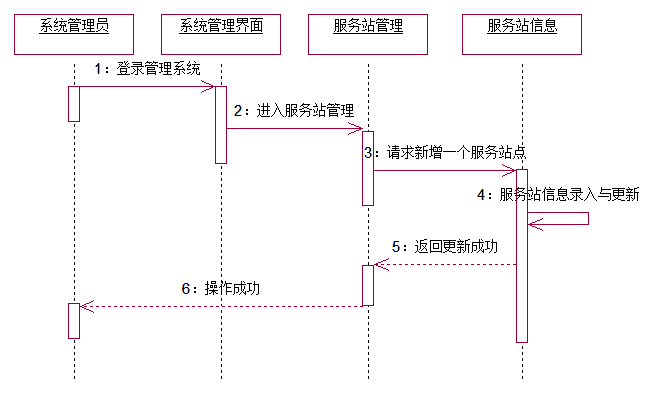 系统管理员
系统管理界面
服务站管理
服务站信息
1：登录管理系统
2：进入服务站管理
3：请求新增一个服务站点
4：服务站信息录入与更新
5：返回更新成功
6：操作成功